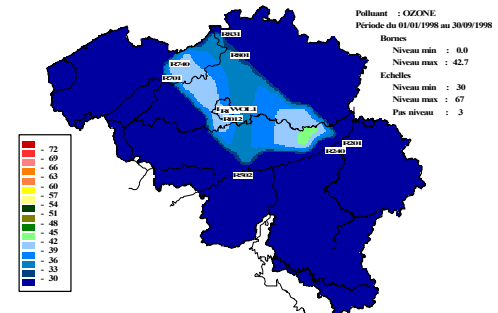 Polluant : OZONE
Période du 01/01/1998 au 30/09/1998
Bornes
Niveau min : 0.0
Niveau max : 42.7
Echelles
Niveau min : 30
Niveau max : 67
Pas niveau : 3
R831
R801
R740
R701
WOL1
R012
R201
R240
R502
- 72
- 69
- 66
- 63
- 60
- 57
- 54
- 51
- 48
- 45
- 42
- 39
- 36
- 33
- 30